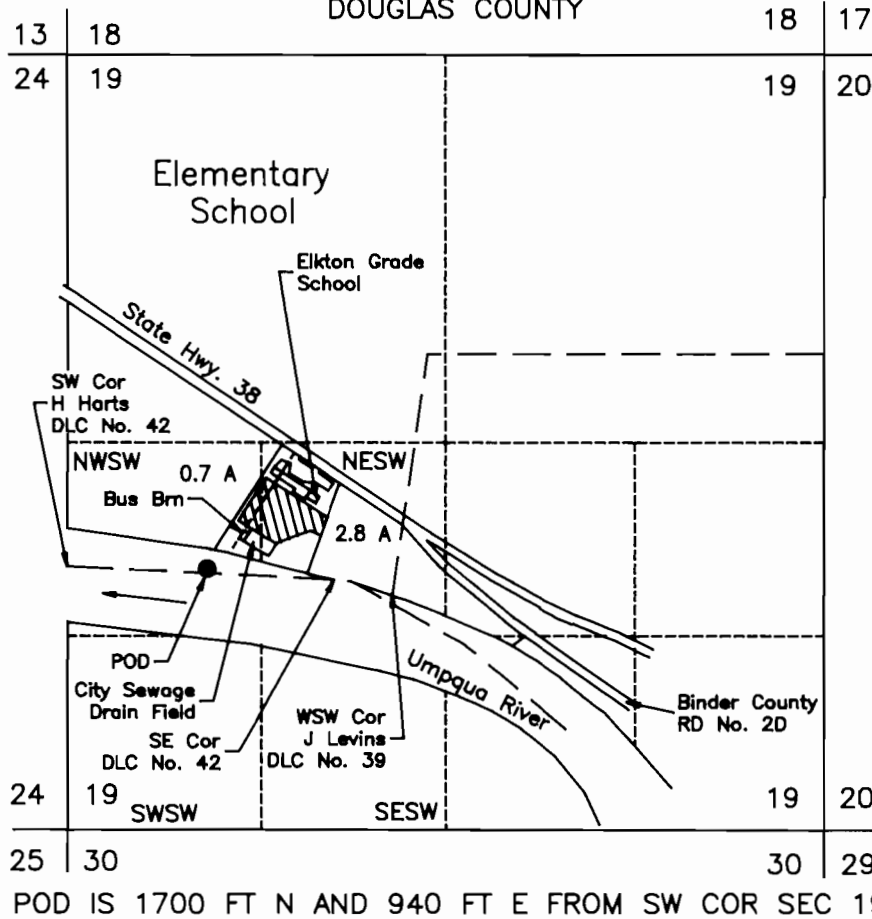 DOUGLAS COUNTY
13 18 18 17
24 19 19 20
Elementary
School
Elkton Grade
School
State Hwy. 38
SW Cor
H Harts
DLC No. 42
NWSW
NESW
0.7 A
Bus Brn
2.8 A
POD
City Sewage
Drain Field
SE Cor
DLC No. 42
WSW Cor
J Levins
DLC No. 39
Umpqua River
Binder County
RD No. 2D
24 19 19 20
SWSW SESW
25 30 30 29
POD IS 1700 FT N AND 940 FT E FROM SW COR SEC 19